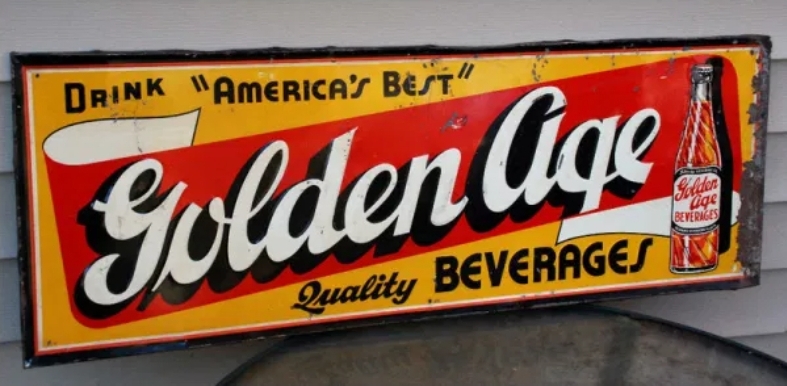 DRINK "AMERICA'S BEST"
Golden Age
Quality BEVERAGES
Golden
Age
BEVERAGES